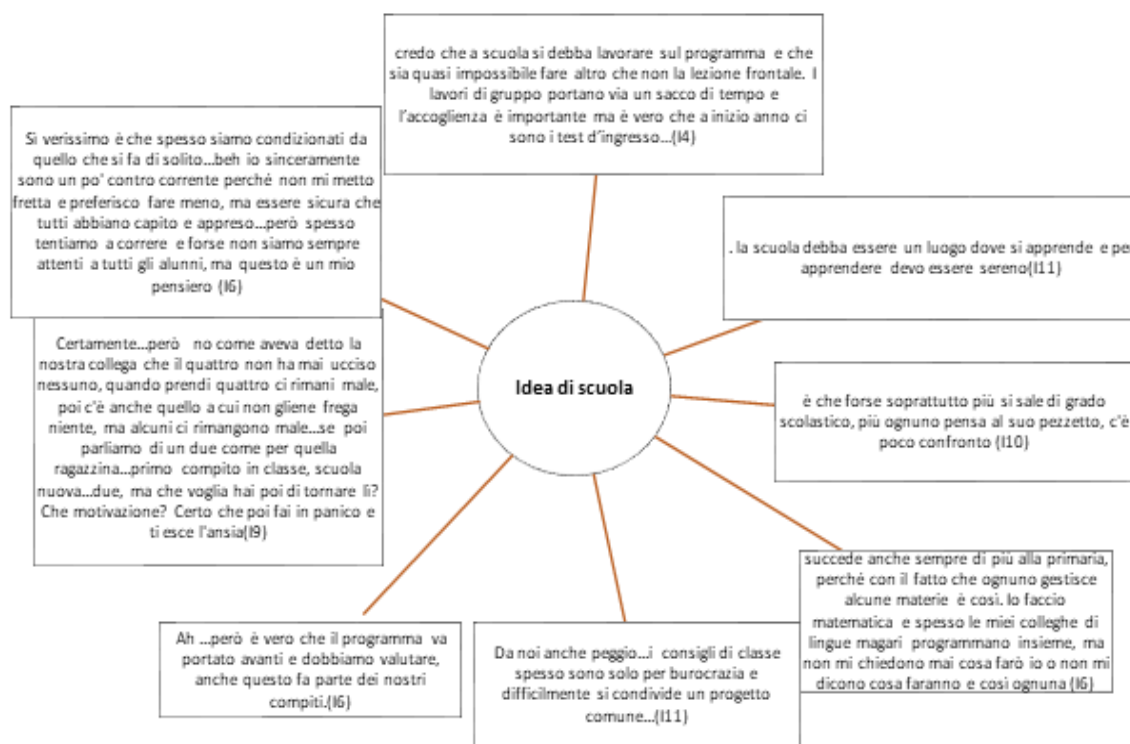 credo che a scuola si debba lavorare sul programma e che
sia quasi impossibile fare altro che non la lezione frontale. I
lavori di gruppo portano via un sacco di tempo e
l'accoglienza è importante ma è vero che a inizio anno ci
sono i test d'ingresso...(I4)
Si verissimo è che spesso siamo condizionati da
quello che si fa di solito...beh io sinceramente
sono un po' contro corrente perché non mi metto
fretta e preferisco fare meno, ma essere sicura che
tutti abbiano capito e appreso...però spesso
tentiamo a correre e forse non siamo sempre
attenti a tutti gli alunni, ma questo è un mio
pensiero (I6)
. la scuola debba essere un luogo dove si apprende e per
apprendere devo essere sereno(I11)
Certamente...però no come aveva detto la
nostra collega che il quattro non ha mai ucciso
nessuno, quando prendi quattro ci rimani male,
poi c'è anche quello a cui non gliene frega
niente, ma alcuni ci rimangono male...se poi
parliamo di un due come per quella
ragazzina...primo compito in classe, scuola
nuova...due, ma che voglia hai poi di tornare lì?
Che motivazione? Certo che poi fai in panico e
ti esce l'ansia(I9)
Idea di scuola
è che forse soprattutto più si sale di grado
scolastico, più ognuno pensa al suo pezzetto, c'è
poco confronto (I10)
succede anche sempre di più alla primaria,
perché con il fatto che ognuno gestisce
alcune materie è così. Io faccio
matematica e spesso le miei colleghe di
lingue magari programmano insieme, ma
non mi chiedono mai cosa farò io o non mi
dicono cosa faranno e così ognuna (I6)
Ah ...però è vero che il programma va
portato avanti e dobbiamo valutare,
anche questo fa parte dei nostri
compiti.(I6)
Da noi anche peggio...i consigli di classe
spesso sono solo per burocrazia e
difficilmente si condivide un progetto
comune...(I11)